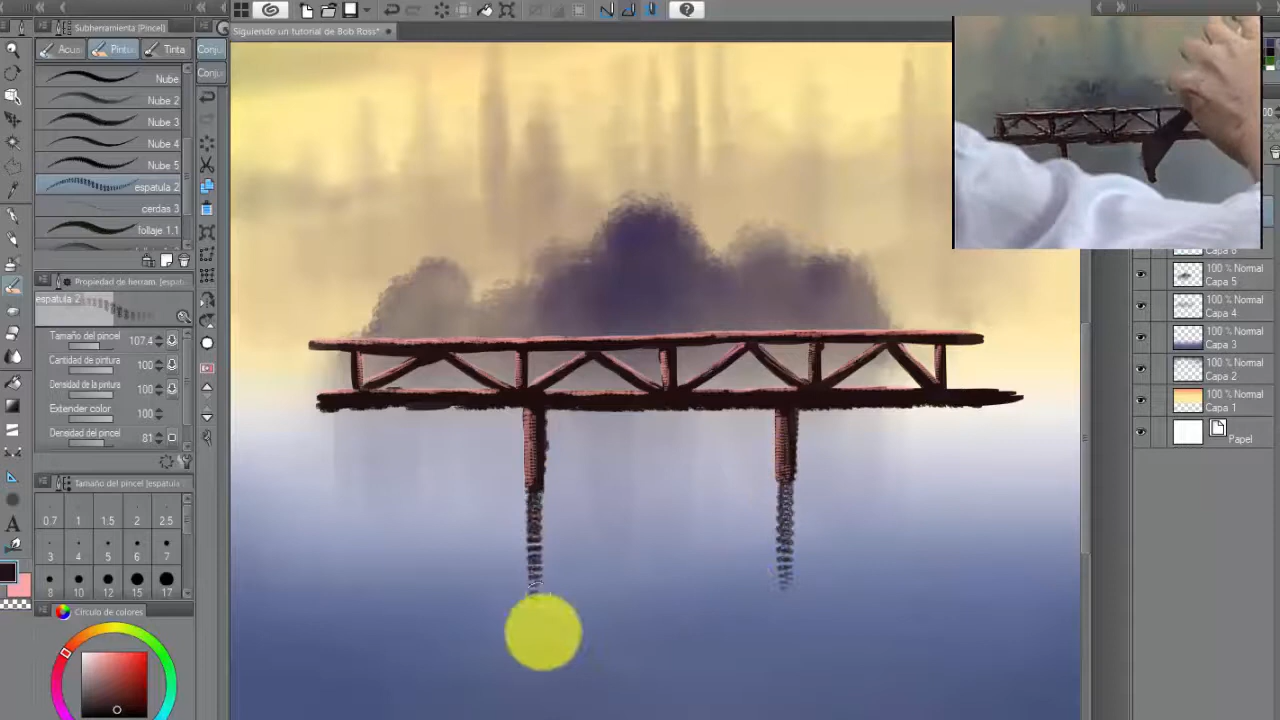 Subherramienta [Pincel]
Acua
Pintu
Tinta
Nube
Nube 2
Nube 3
Nube 4
Nube 5
espatula 2
cerdas 3
follaje 1.1
Propiedad de herram. [espat
espatula 2
Tamaño del pincel 107.4
Cantidad de pintura 100
Densidad de la pintura 100
Extender color 100
Densidad del pincel 81
Tamaño del pincel [espatula
0.7 1 1.5 2 2.5
3 4 5 6 7
8 10 12 15 17
Círculo de colores
Conju
Conju
Siguiendo un tutorial de Bob Ross*
100 % Normal
Capa 5
100 % Normal
Capa 4
100 % Normal
Capa 3
100 % Normal
Capa 2
100 % Normal
Capa 1
Papel